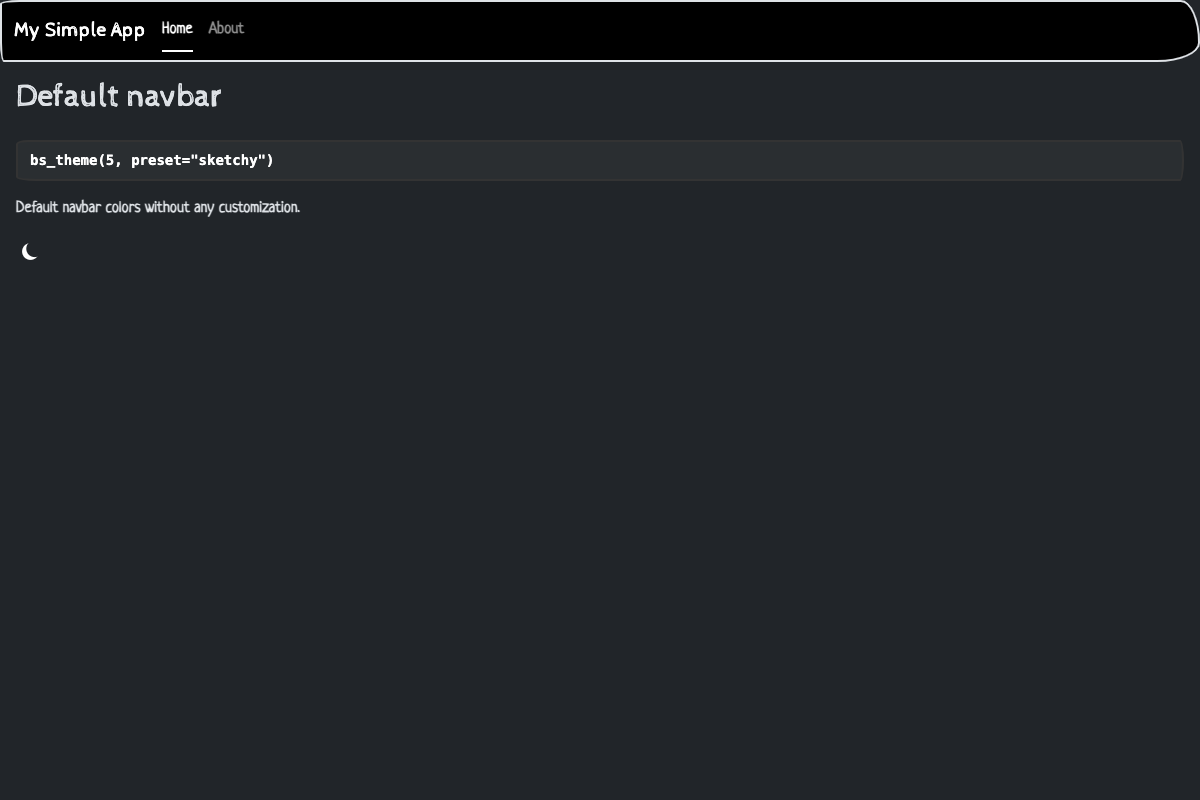 My Simple App Home About
Default navbar
bs_theme(5, preset="sketchy")
Default navbar colors without any customization.